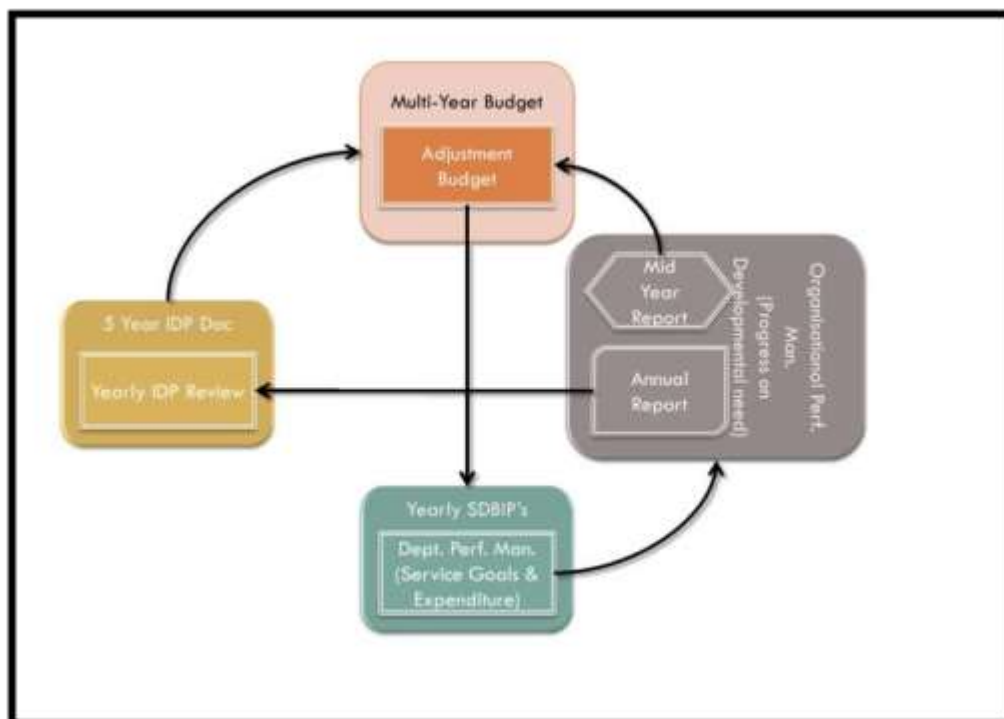 Multi-Year Budget
Adjustment
Budget
Mid
Year
Report
Organisational Perf.
Man.
(Progress on
Developmental need)
Annual
Report
5 Year IDP Doc
Yearly IDP Review
Yearly SDBIP's
Dept. Perf. Man.
(Service Goals &
Expenditure)